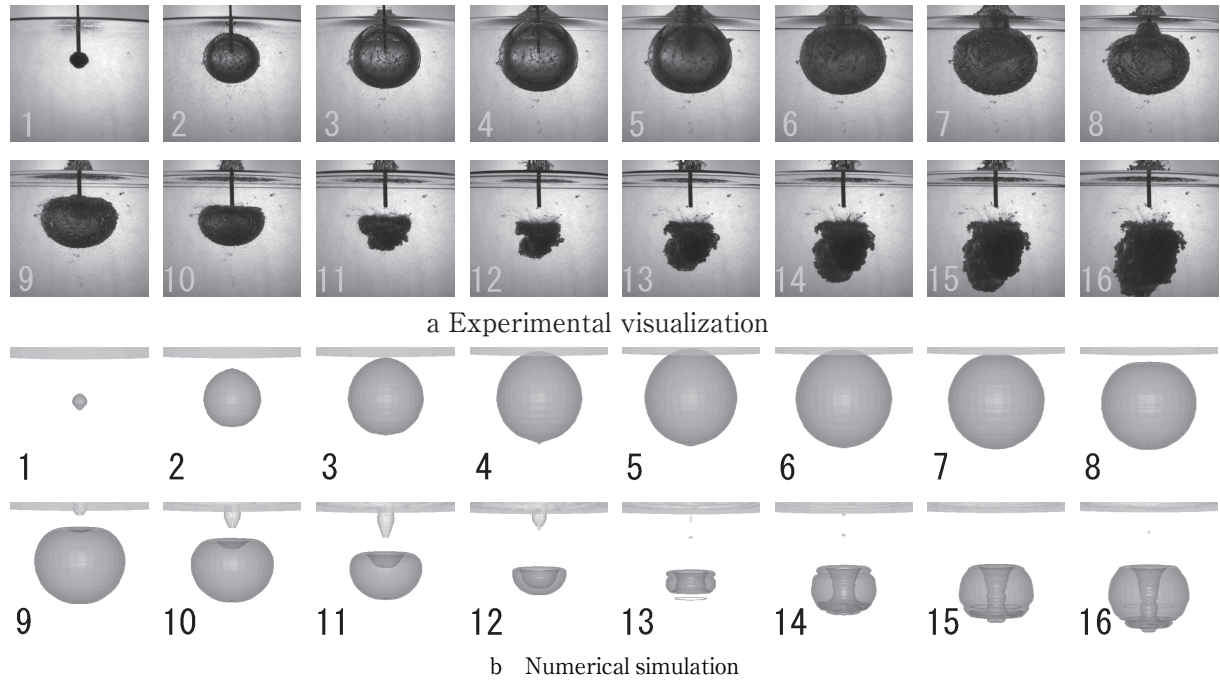 1 2 3 4 5 6 7 8
9 10 11 12 13 14 15 16
a Experimental visualization
1 2 3 4 5 6 7 8
9 10 11 12 13 14 15 16
b Numerical simulation